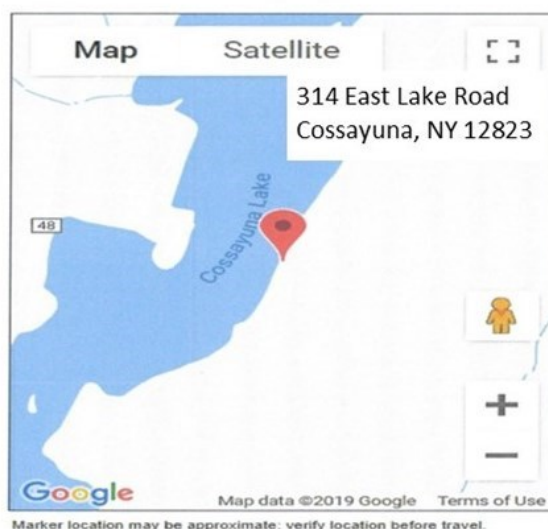 Map Satellite
314 East Lake Road
Cossayuna, NY 12823
Cossayuna Lake
48
Google
Map data ©2019 Google Terms of Use
Marker location may be approximate; verify location before travel.